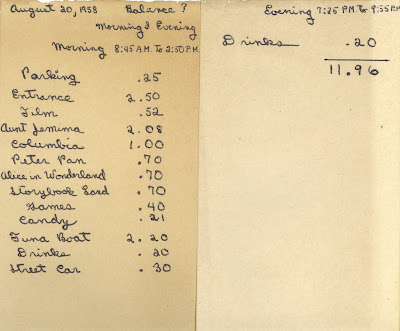 August 20, 1958 Balance ?
Morning & Evening
Morning 8:45 A.M. To 2:50 P.M.
Parking .25
Entrance 2.50
Film .52
Aunt Jemima 2.08
Columbia 1.00
Peter Pan .70
Alice in Wonderland .70
Storybook Land .70
Games .40
Candy .21
Tuna Boat 2.20
Drinks .20
Street Car .30
Evening 7:25 P.M. To P.M.
Drinks .20
11.96